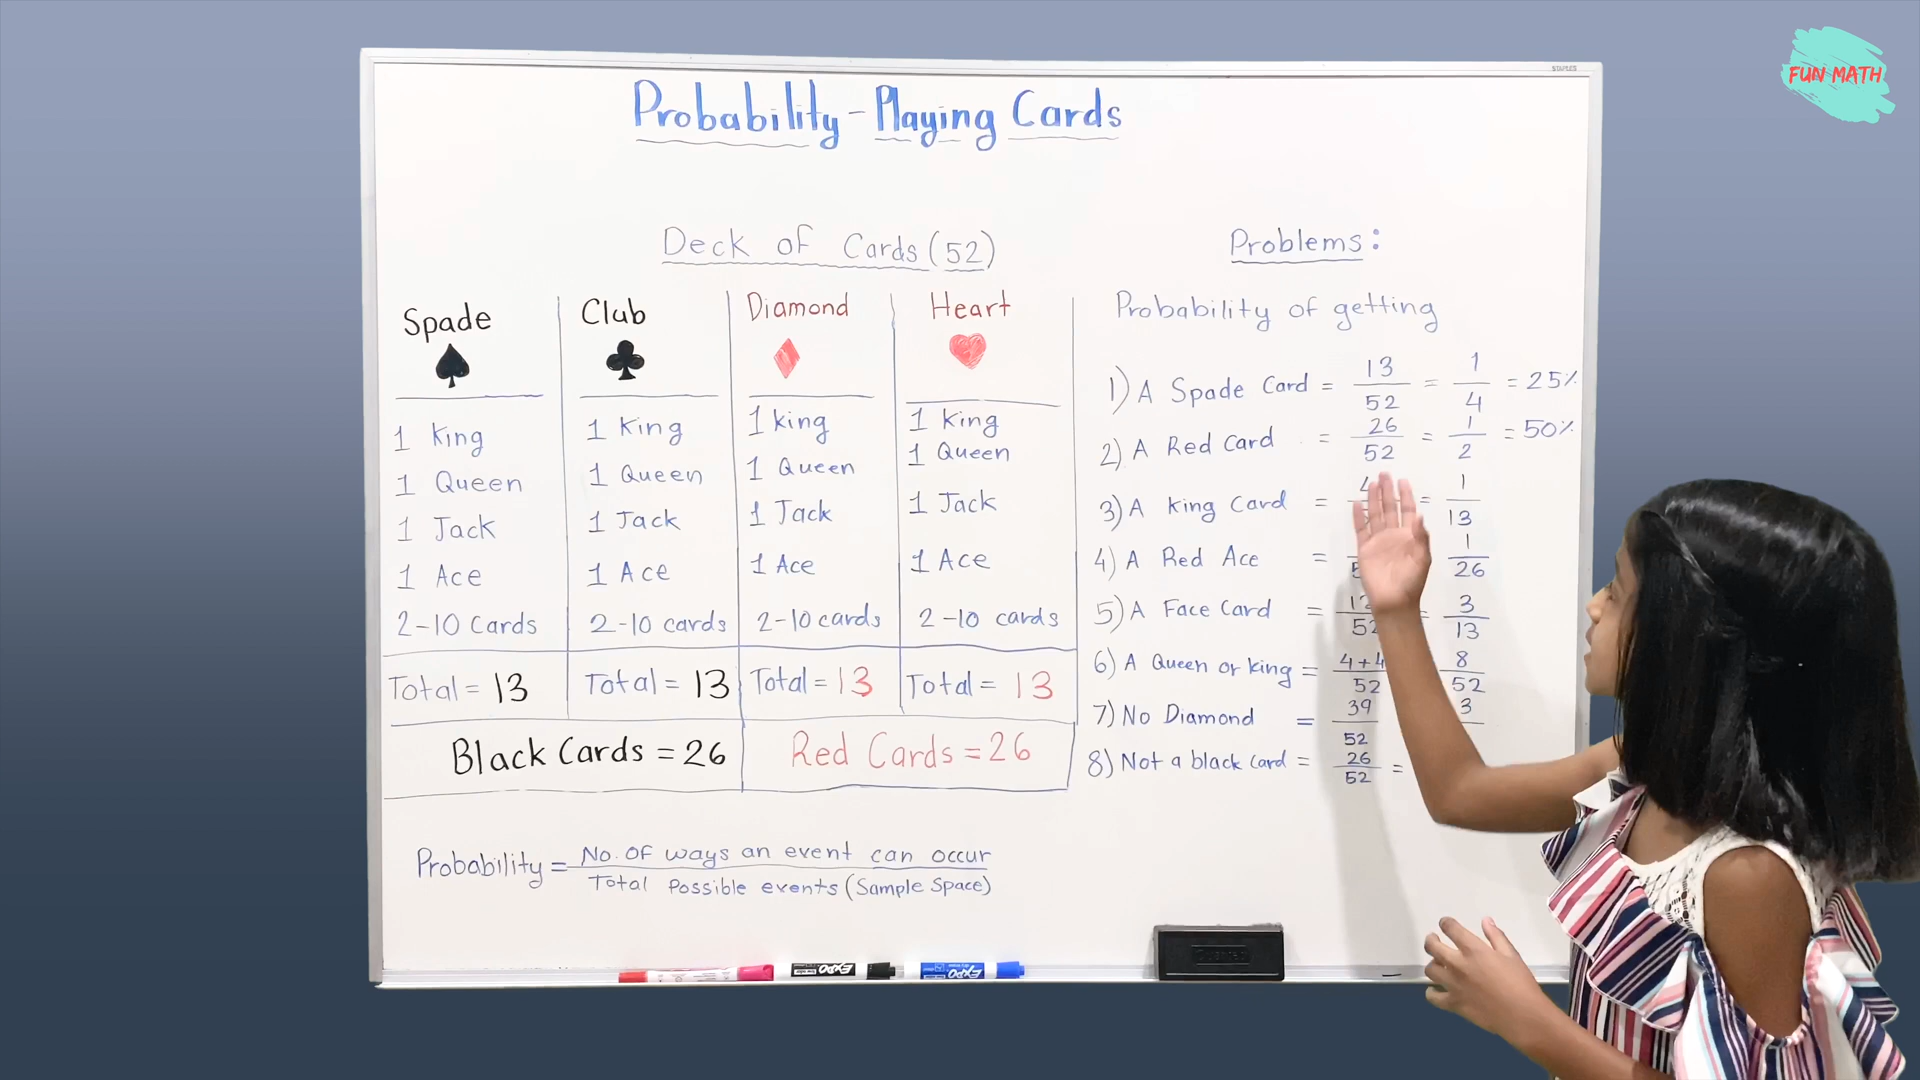 FUN MATH
STAPLES
Probability - Playing Cards
Deck of Cards (52)
Spade
1 King
1 Queen
1 Jack
1 Ace
2-10 Cards
Total = 13
Club
1 King
1 Queen
1 Jack
1 Ace
2-10 cards
Total = 13
Diamond
1 king
1 Queen
1 Jack
1 Ace
2-10 cards
Total = 13
Heart
1 King
1 Queen
1 Jack
1 Ace
2-10 cards
Total = 13
Black Cards = 26
Red Cards = 26
Probability = No. OF ways an event can occur
Total Possible events (Sample Space)
Problems:
Probability of getting
1) A Spade Card = 13/52 = 1/4 = 25%
2) A Red Card = 26/52 = 1/2 = 50%
3) A King Card = 4 = 1/13
4) A Red Ace = 1/26
5) A Face Card = 12/52 = 3/13
6) A Queen or king = 4+4/52 8/52
7) No Diamond = 39/52 3
8) Not a black card = 26/52 =
EXPO
EXPO